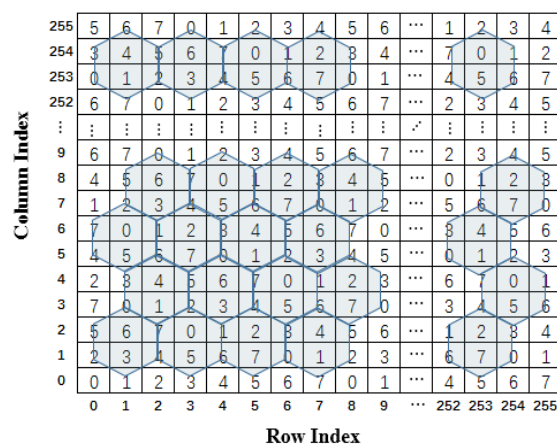 Column Index
255 5 6 7 0 1 2 3 4 5 6 ⋯ 1 2 3 4
254 3 4 5 6 7 0 1 2 3 4 ⋯ 7 0 1 2
253 0 1 2 3 4 5 6 7 0 1 ⋯ 4 5 6 7
252 6 7 0 1 2 3 4 5 6 7 ⋯ 2 3 4 5
⋮ ⋮ ⋮ ⋮ ⋮ ⋮ ⋮ ⋮ ⋮ ⋮ ⋮ ⋰ ⋮ ⋮ ⋮ ⋮
9 6 7 0 1 2 3 4 5 6 7 ⋯ 2 3 4 5
8 4 5 6 7 0 1 2 3 4 5 ⋯ 0 1 2 3
7 1 2 3 4 5 6 7 0 1 2 ⋯ 5 6 7 0
6 7 0 1 2 3 4 5 6 7 0 ⋯ 3 4 5 6
5 4 5 6 7 0 1 2 3 4 5 ⋯ 0 1 2 3
4 2 3 4 5 6 7 0 1 2 3 ⋯ 6 7 0 1
3 7 0 1 2 3 4 5 6 7 0 ⋯ 3 4 5 6
2 5 6 7 0 1 2 3 4 5 6 ⋯ 1 2 3 4
1 2 3 4 5 6 7 0 1 2 3 ⋯ 6 7 0 1
0 0 1 2 3 4 5 6 7 0 1 ⋯ 4 5 6 7
0 1 2 3 4 5 6 7 8 9 ⋯ 252 253 254 255
Row Index